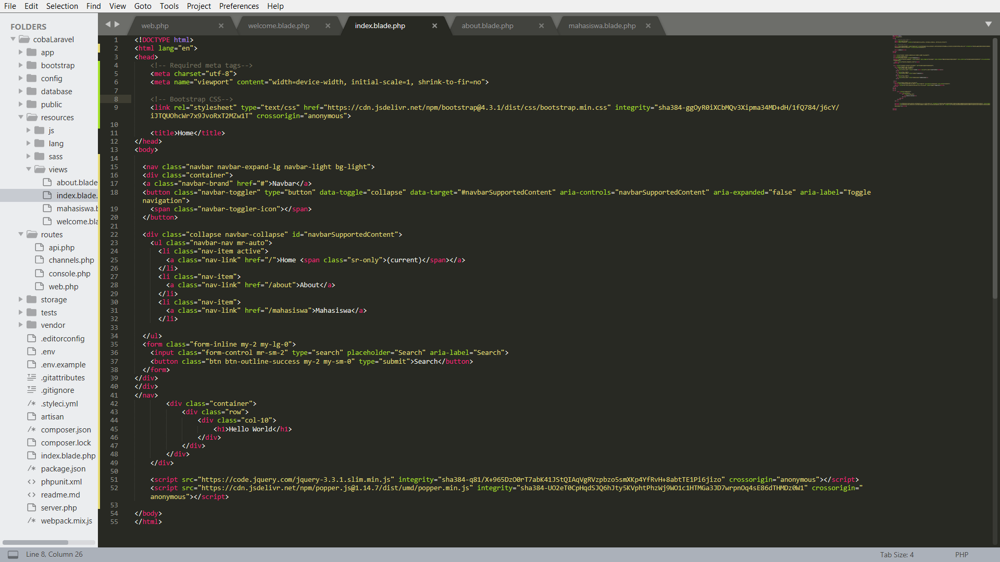 File Edit Selection Find View Goto Tools Project Preferences Help
FOLDERS
cobaLaravel
app
bootstrap
config
database
public
resources
js
lang
sass
views
about.blade
index.blade.
mahasiswa.b
welcome.bla
routes
api.php
channels.php
console.php
web.php
storage
tests
vendor
.editorconfig
.env
.env.example
.gitattributes
.gitignore
.styleci.yml
artisan
composer.json
composer.lock
index.blade.php
package.json
phpunit.xml
readme.md
server.php
webpack.mix.js
web.php welcome.blade.php index.blade.php about.blade.php mahasiswa.blade.php
1 <!DOCTYPE html>
2 <html lang="en">
3 <head>
4 <!-- Required meta tags-->
5 <meta charset="utf-8">
6 <meta name="viewport" content="width=device-width, initial-scale=1, shrink-to-fir=no">
7
8 <!-- Bootstrap CSS-->
9 <link rel="stylesheet" type="text/css" href="https://cdn.jsdelivr.net/npm/bootstrap@4.3.1/dist/css/bootstrap.min.css" integrity="sha384-ggOyR0iXCbMQv3Xipma34MD+dH/1fQ784/j6cY/
iJTQUOhcWr7x9JvoRxT2MZw1T" crossorigin="anonymous">
10
11 <title>Home</title>
12 </head>
13 <body>
14
15 <nav class="navbar navbar-expand-lg navbar-light bg-light">
16 <div class="container">
17 <a class="navbar-brand" href="#">Navbar</a>
18 <button class="navbar-toggler" type="button" data-toggle="collapse" data-target="#navbarSupportedContent" aria-controls="navbarSupportedContent" aria-expanded="false" aria-label="Toggle
navigation">
19 <span class="navbar-toggler-icon"></span>
20 </button>
21
22 <div class="collapse navbar-collapse" id="navbarSupportedContent">
23 <ul class="navbar-nav mr-auto">
24 <li class="nav-item active">
25 <a class="nav-link" href="/">Home <span class="sr-only">(current)</span></a>
26 </li>
27 <li class="nav-item">
28 <a class="nav-link" href="/about">About</a>
29 </li>
30 <li class="nav-item">
31 <a class="nav-link" href="/mahasiswa">Mahasiswa</a>
32 </li>
33
34 </ul>
35 <form class="form-inline my-2 my-lg-0">
36 <input class="form-control mr-sm-2" type="search" placeholder="Search" aria-label="Search">
37 <button class="btn btn-outline-success my-2 my-sm-0" type="submit">Search</button>
38 </form>
39 </div>
40 </div>
41 </nav>
42 <div class="container">
43 <div class="row">
44 <div class="col-10">
45 <h1>Hello World</h1>
46 </div>
47 </div>
48 </div>
49 </div>
50
51 <script src="https://code.jquery.com/jquery-3.3.1.slim.min.js" integrity="sha384-q81/X+965DzO0rT7abK41JStQIAqVgRVzpbzo5smXKp4YfRvH+8abtTE1Pi6jizo" crossorigin="anonymous"></script>
52 <script src="https://cdn.jsdelivr.net/npm/popper.js@1.14.7/dist/umd/popper.min.js" integrity="sha384-UO2eT0CpHqdSJQ6hJty5KVphtPhzWj9WO1c1HTMGa3JD7wrpnOq4sE86dTHMDz0W1" crossorigin="
anonymous"></script>
53
54 </body>
55 </html>
Line 8, Column 26
Tab Size: 4
PHP